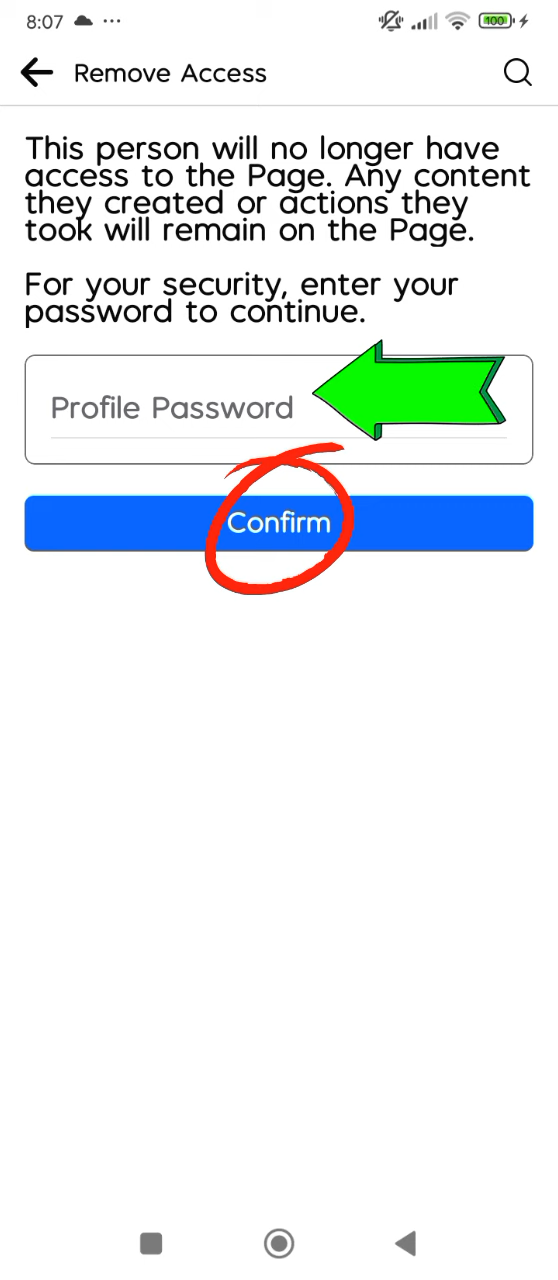 8:07
100
Remove Access
This person will no longer have
access to the Page. Any content
they created or actions they
took will remain on the Page.
For your security, enter your
password to continue.
Profile Password
Confirm